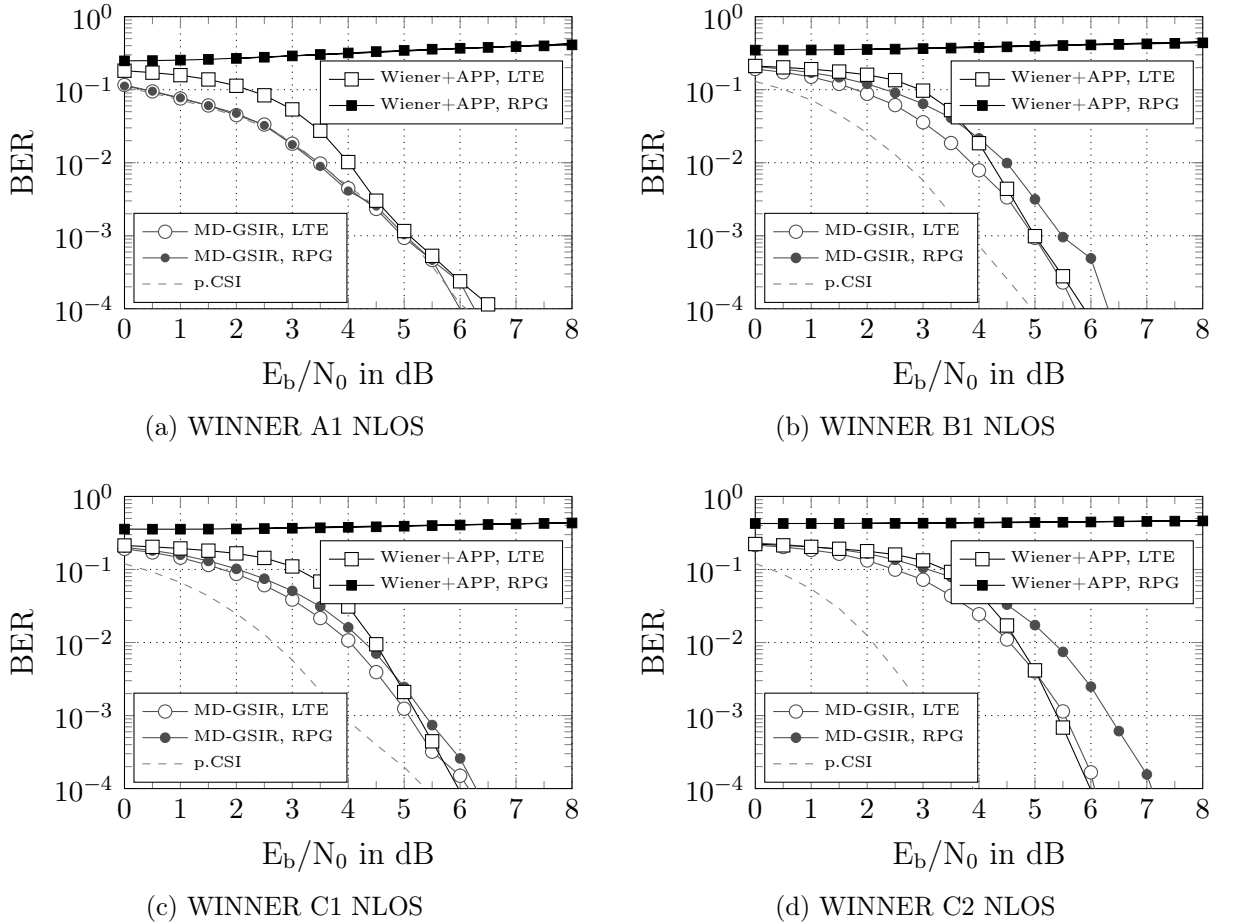 10^0
10^-1
10^-2
10^-3
10^-4
BER
0 1 2 3 4 5 6 7 8
E_b/N_0 in dB
Wiener+APP, LTE
Wiener+APP, RPG
MD-GSIR, LTE
MD-GSIR, RPG
p.CSI
(a) WINNER A1 NLOS
10^0
10^-1
10^-2
10^-3
10^-4
BER
0 1 2 3 4 5 6 7 8
E_b/N_0 in dB
Wiener+APP, LTE
Wiener+APP, RPG
MD-GSIR, LTE
MD-GSIR, RPG
p.CSI
(b) WINNER B1 NLOS
10^0
10^-1
10^-2
10^-3
10^-4
BER
0 1 2 3 4 5 6 7 8
E_b/N_0 in dB
Wiener+APP, LTE
Wiener+APP, RPG
MD-GSIR, LTE
MD-GSIR, RPG
p.CSI
(c) WINNER C1 NLOS
10^0
10^-1
10^-2
10^-3
10^-4
BER
0 1 2 3 4 5 6 7 8
E_b/N_0 in dB
Wiener+APP, LTE
Wiener+APP, RPG
MD-GSIR, LTE
MD-GSIR, RPG
p.CSI
(d) WINNER C2 NLOS